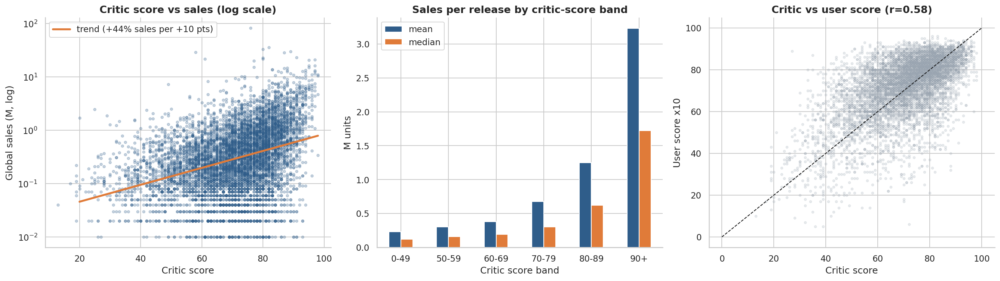 Critic score vs sales (log scale)
trend (+44% sales per +10 pts)
Global sales (M, log)
10²
10¹
10⁰
10⁻¹
10⁻²
20 40 60 80 100
Critic score
Sales per release by critic-score band
mean
median
M units
3.0
2.5
2.0
1.5
1.0
0.5
0.0
0-49 50-59 60-69 70-79 80-89 90+
Critic score band
Critic vs user score (r=0.58)
User score x10
100
80
60
40
20
0
0 20 40 60 80 100
Critic score